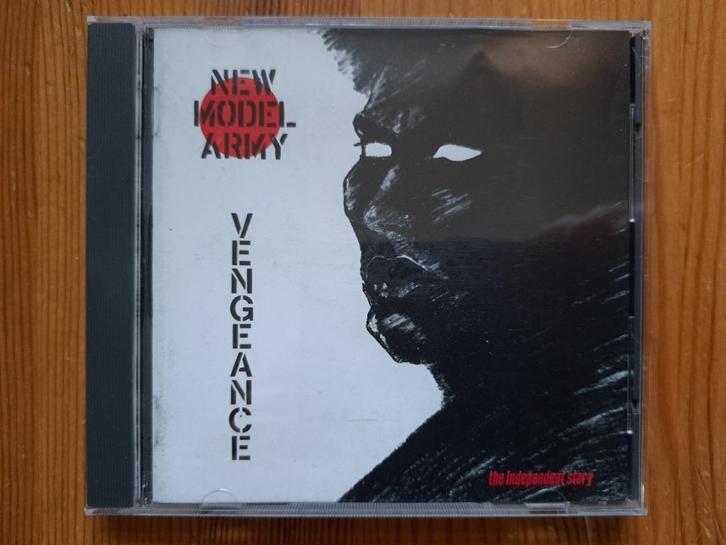 NEW
MODEL
ARMY
VENGEANCE
the independent story